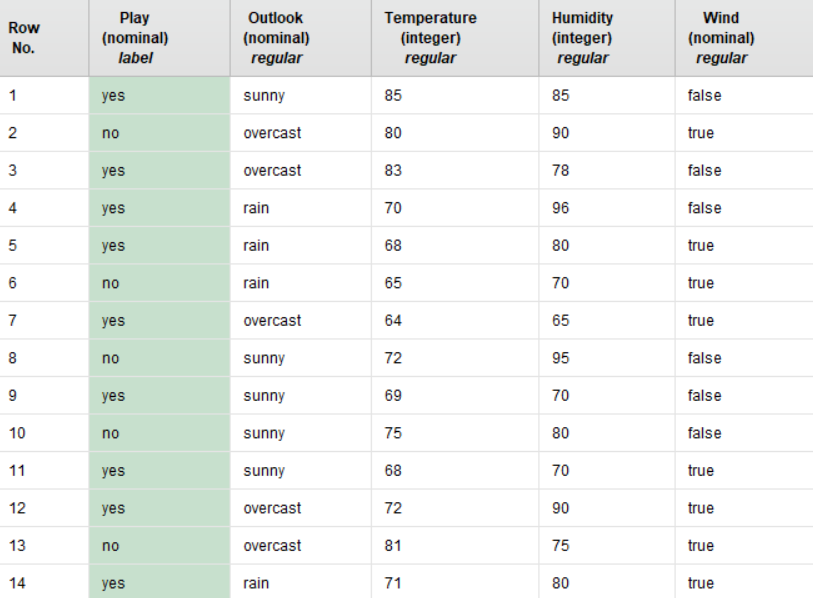 Row No. Play (nominal) label Outlook (nominal) regular Temperature (integer) regular Humidity (integer) regular Wind (nominal) regular
1 yes sunny 85 85 false
2 no overcast 80 90 true
3 yes overcast 83 78 false
4 yes rain 70 96 false
5 yes rain 68 80 true
6 no rain 65 70 true
7 yes overcast 64 65 true
8 no sunny 72 95 false
9 yes sunny 69 70 false
10 no sunny 75 80 false
11 yes sunny 68 70 true
12 yes overcast 72 90 true
13 no overcast 81 75 true
14 yes rain 71 80 true